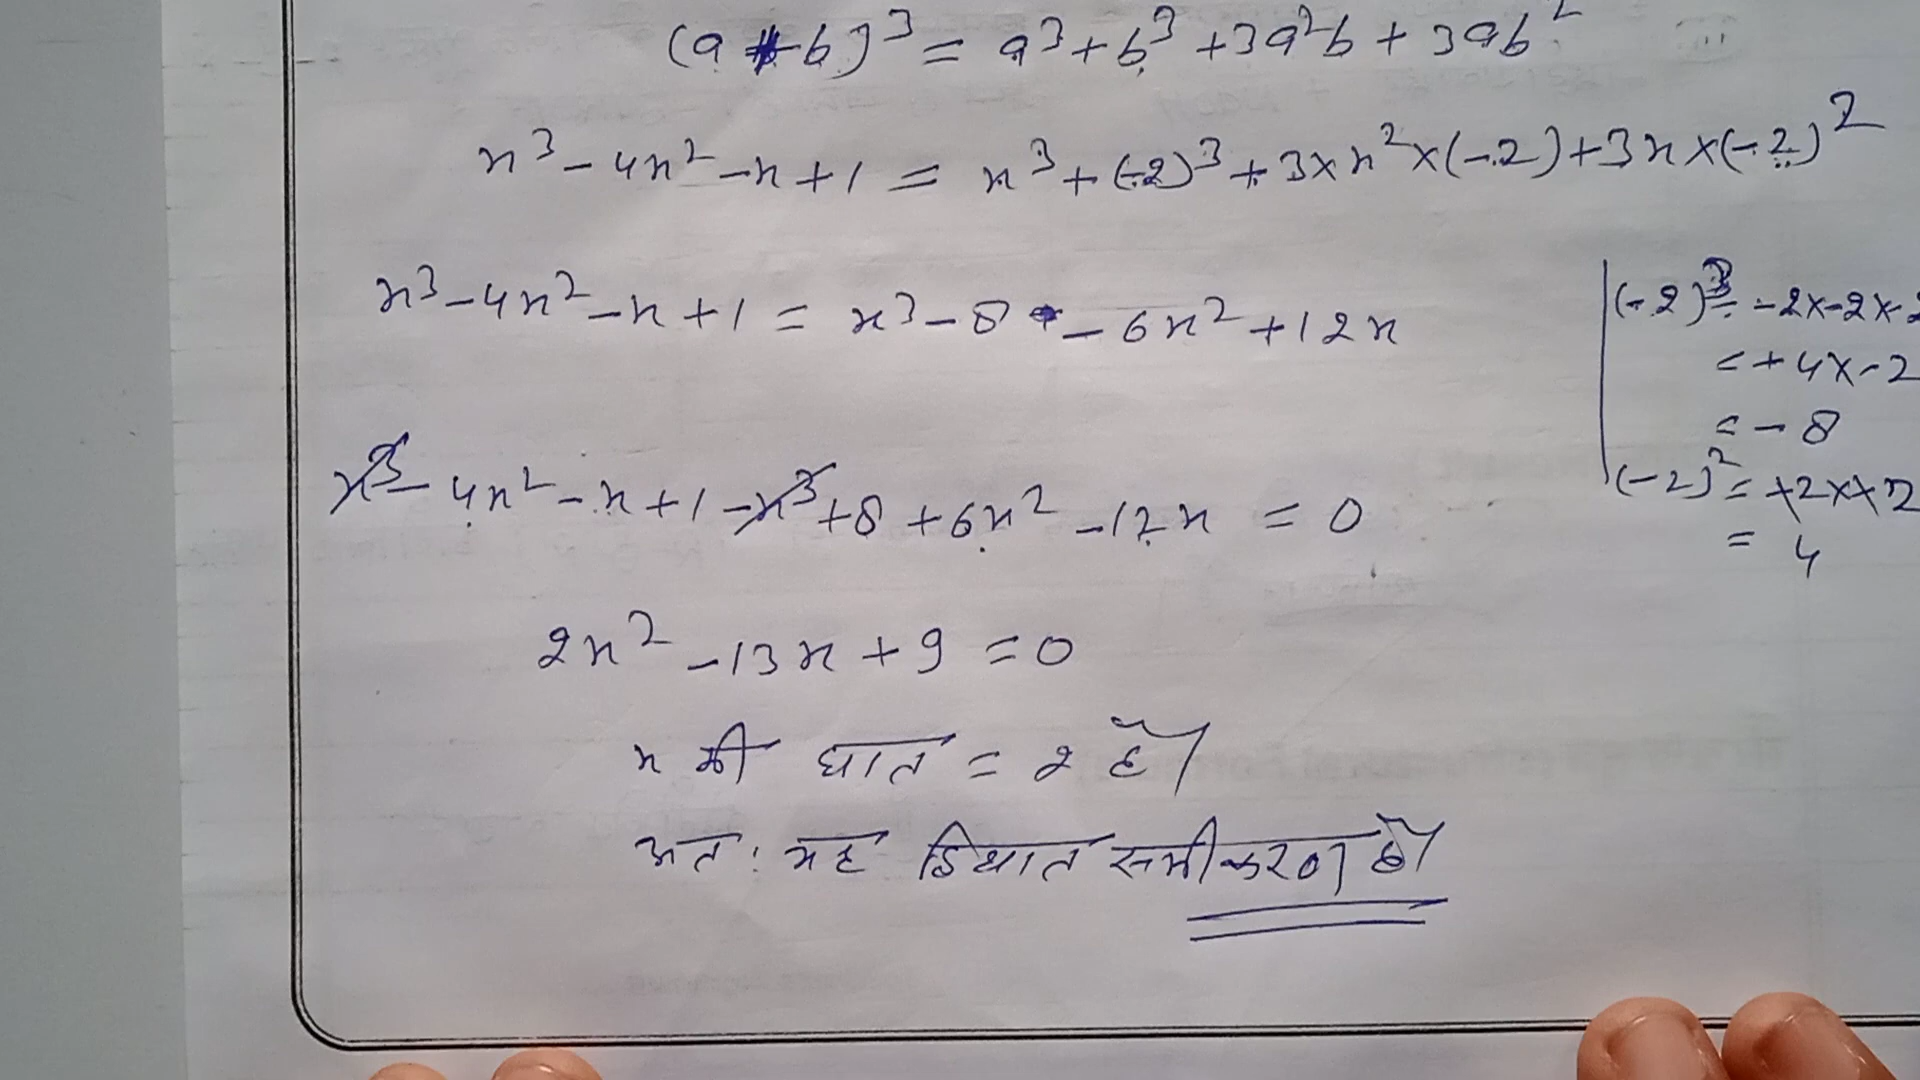 (a + b)³ = a³ + b³ + 3a²b + 3ab²
x³ - 4x² - x + 1 = x³ + (-2)³ + 3 × x² × (-2) + 3x × (-2)²
x³ - 4x² - x + 1 = x³ - 8 - 6x² + 12x
x³ - 4x² - x + 1 - x³ + 8 + 6x² - 12x = 0
2x² - 13x + 9 = 0
x की घात = 2 है।
अतः यह द्विघात समीकरण है।
(-2)³ = -2×-2×-2
= +4×-2
= -8
(-2)² =
= 4